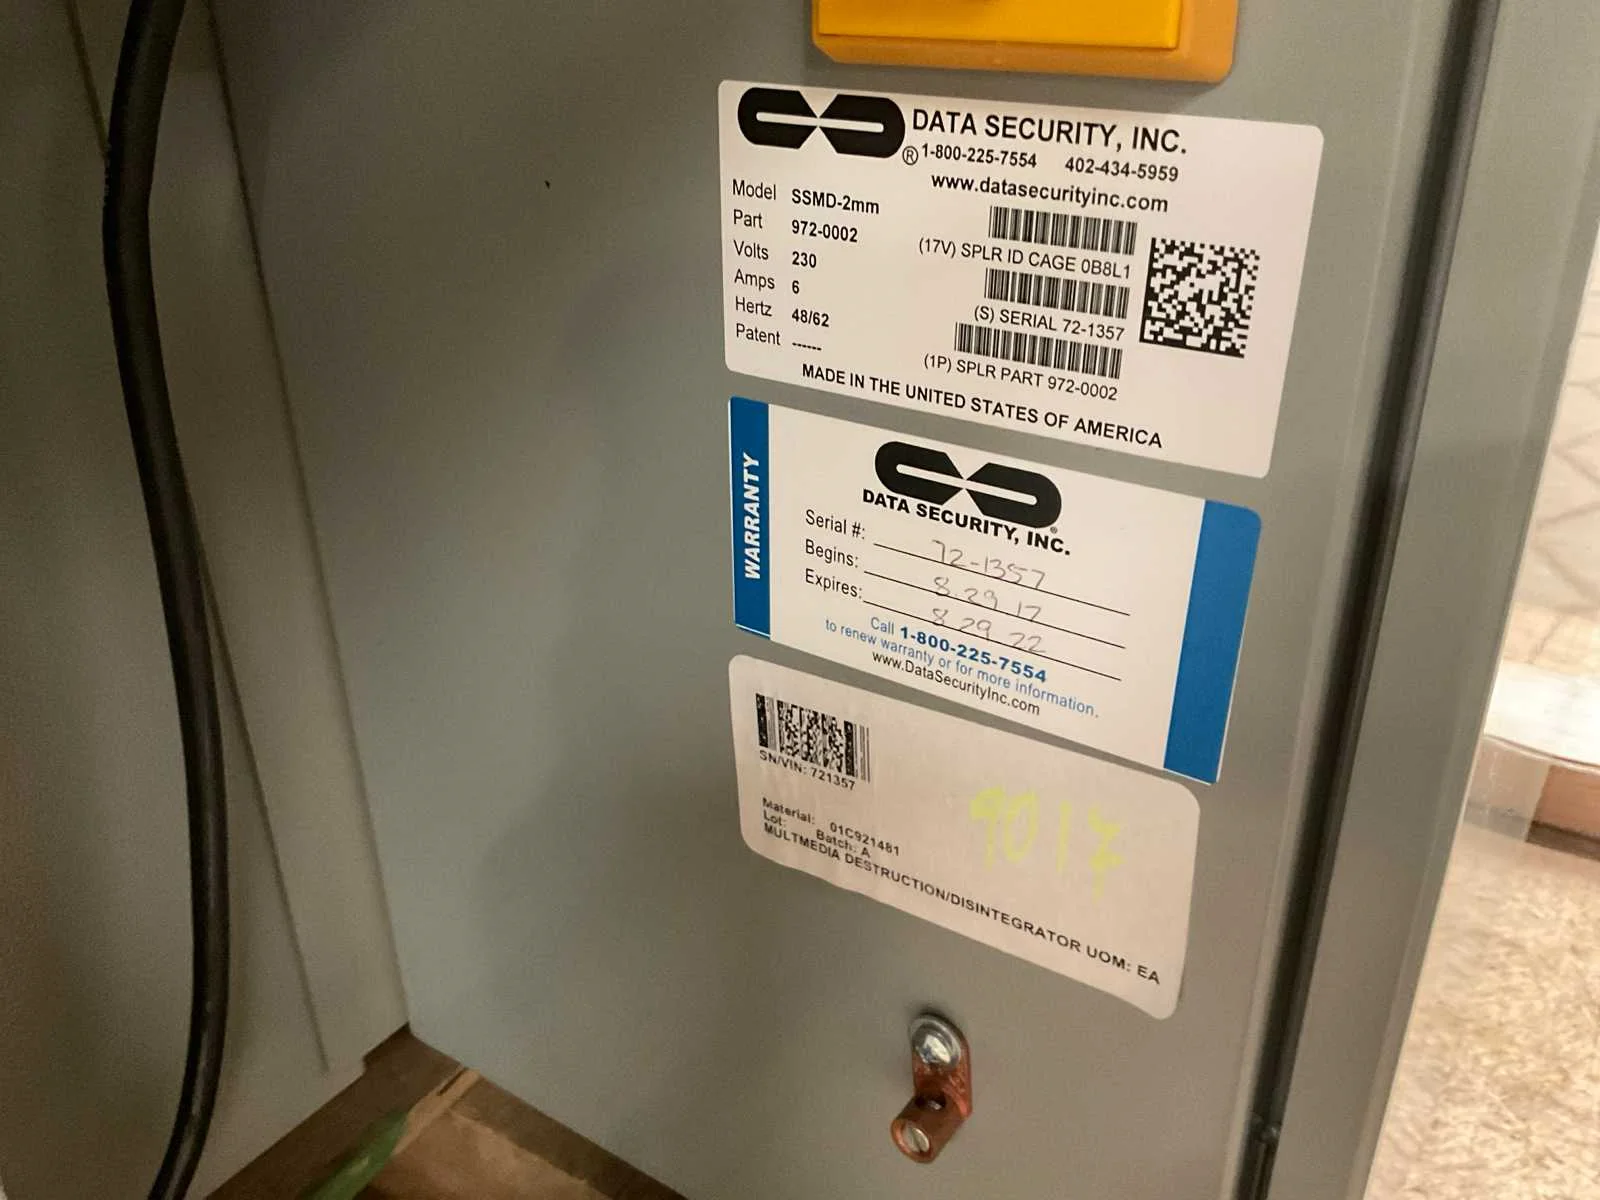 DATA SECURITY, INC.
® 1-800-225-7554 402-434-5959
www.datasecurityinc.com
Model SSMD-2mm
Part 972-0002
Volts 230
Amps 6
Hertz 48/62
Patent ------
(17V) SPLR ID CAGE 0B8L1
(S) SERIAL 72-1357
(1P) SPLR PART 972-0002
MADE IN THE UNITED STATES OF AMERICA
WARRANTY
DATA SECURITY, INC.®
Serial #: 72-1357
Begins: 8.29 17
Expires: 8 29 22
Call 1-800-225-7554
to renew warranty or for more information.
www.DataSecurityInc.com
SN/VIN: 721357
Material: 01C921481
Lot: Batch: A
MULTMEDIA DESTRUCTION/DISINTEGRATOR UOM: EA
9017